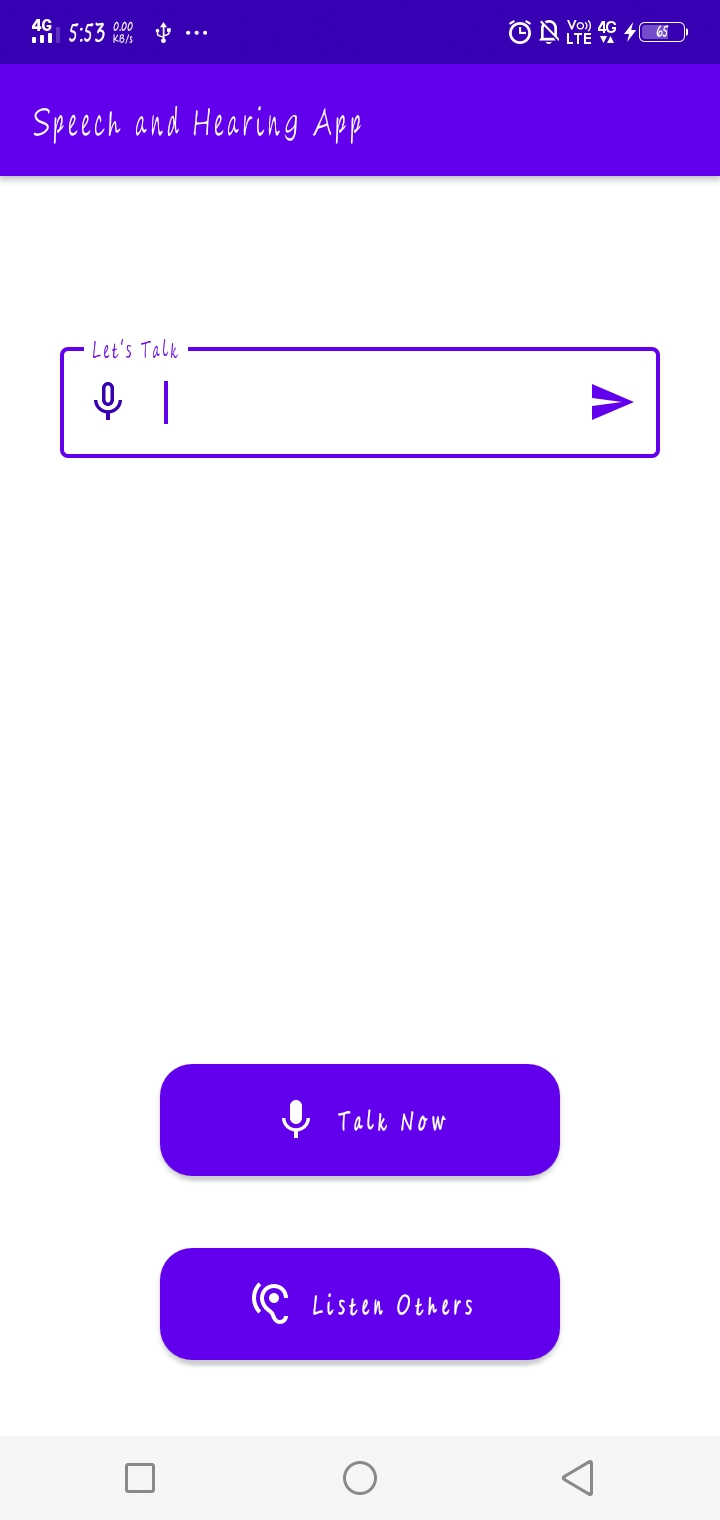 4G 5:53 0.00 KB/s ... Vo)) LTE 4G 65
Speech and Hearing App
Let's Talk
Talk Now
Listen Others